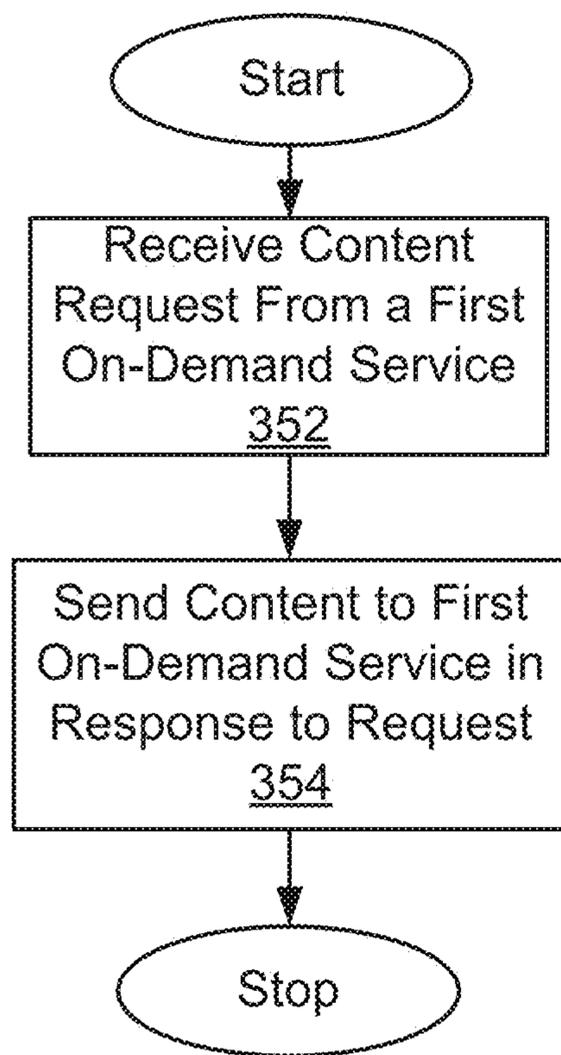 Start
Receive Content
Request From a First
On-Demand Service
352
Send Content to First
On-Demand Service in
Response to Request
354
Stop